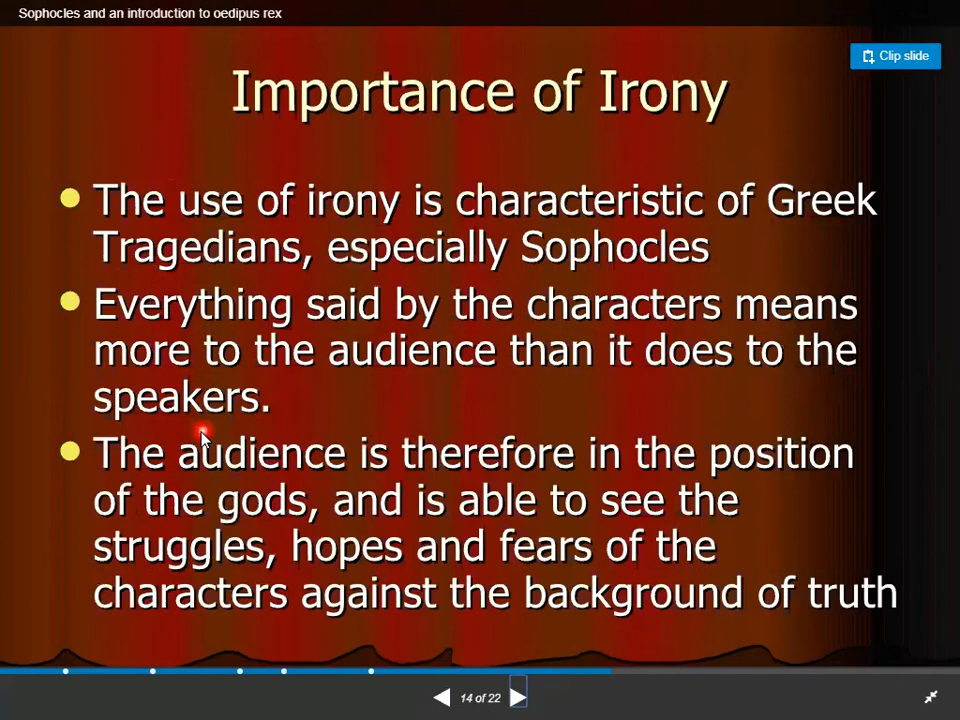 Sophocles and an introduction to oedipus rex
Clip slide
Importance of Irony
The use of irony is characteristic of Greek
Tragedians, especially Sophocles
Everything said by the characters means
more to the audience than it does to the
speakers.
The audience is therefore in the position
of the gods, and is able to see the
struggles, hopes and fears of the
characters against the background of truth
14 of 22